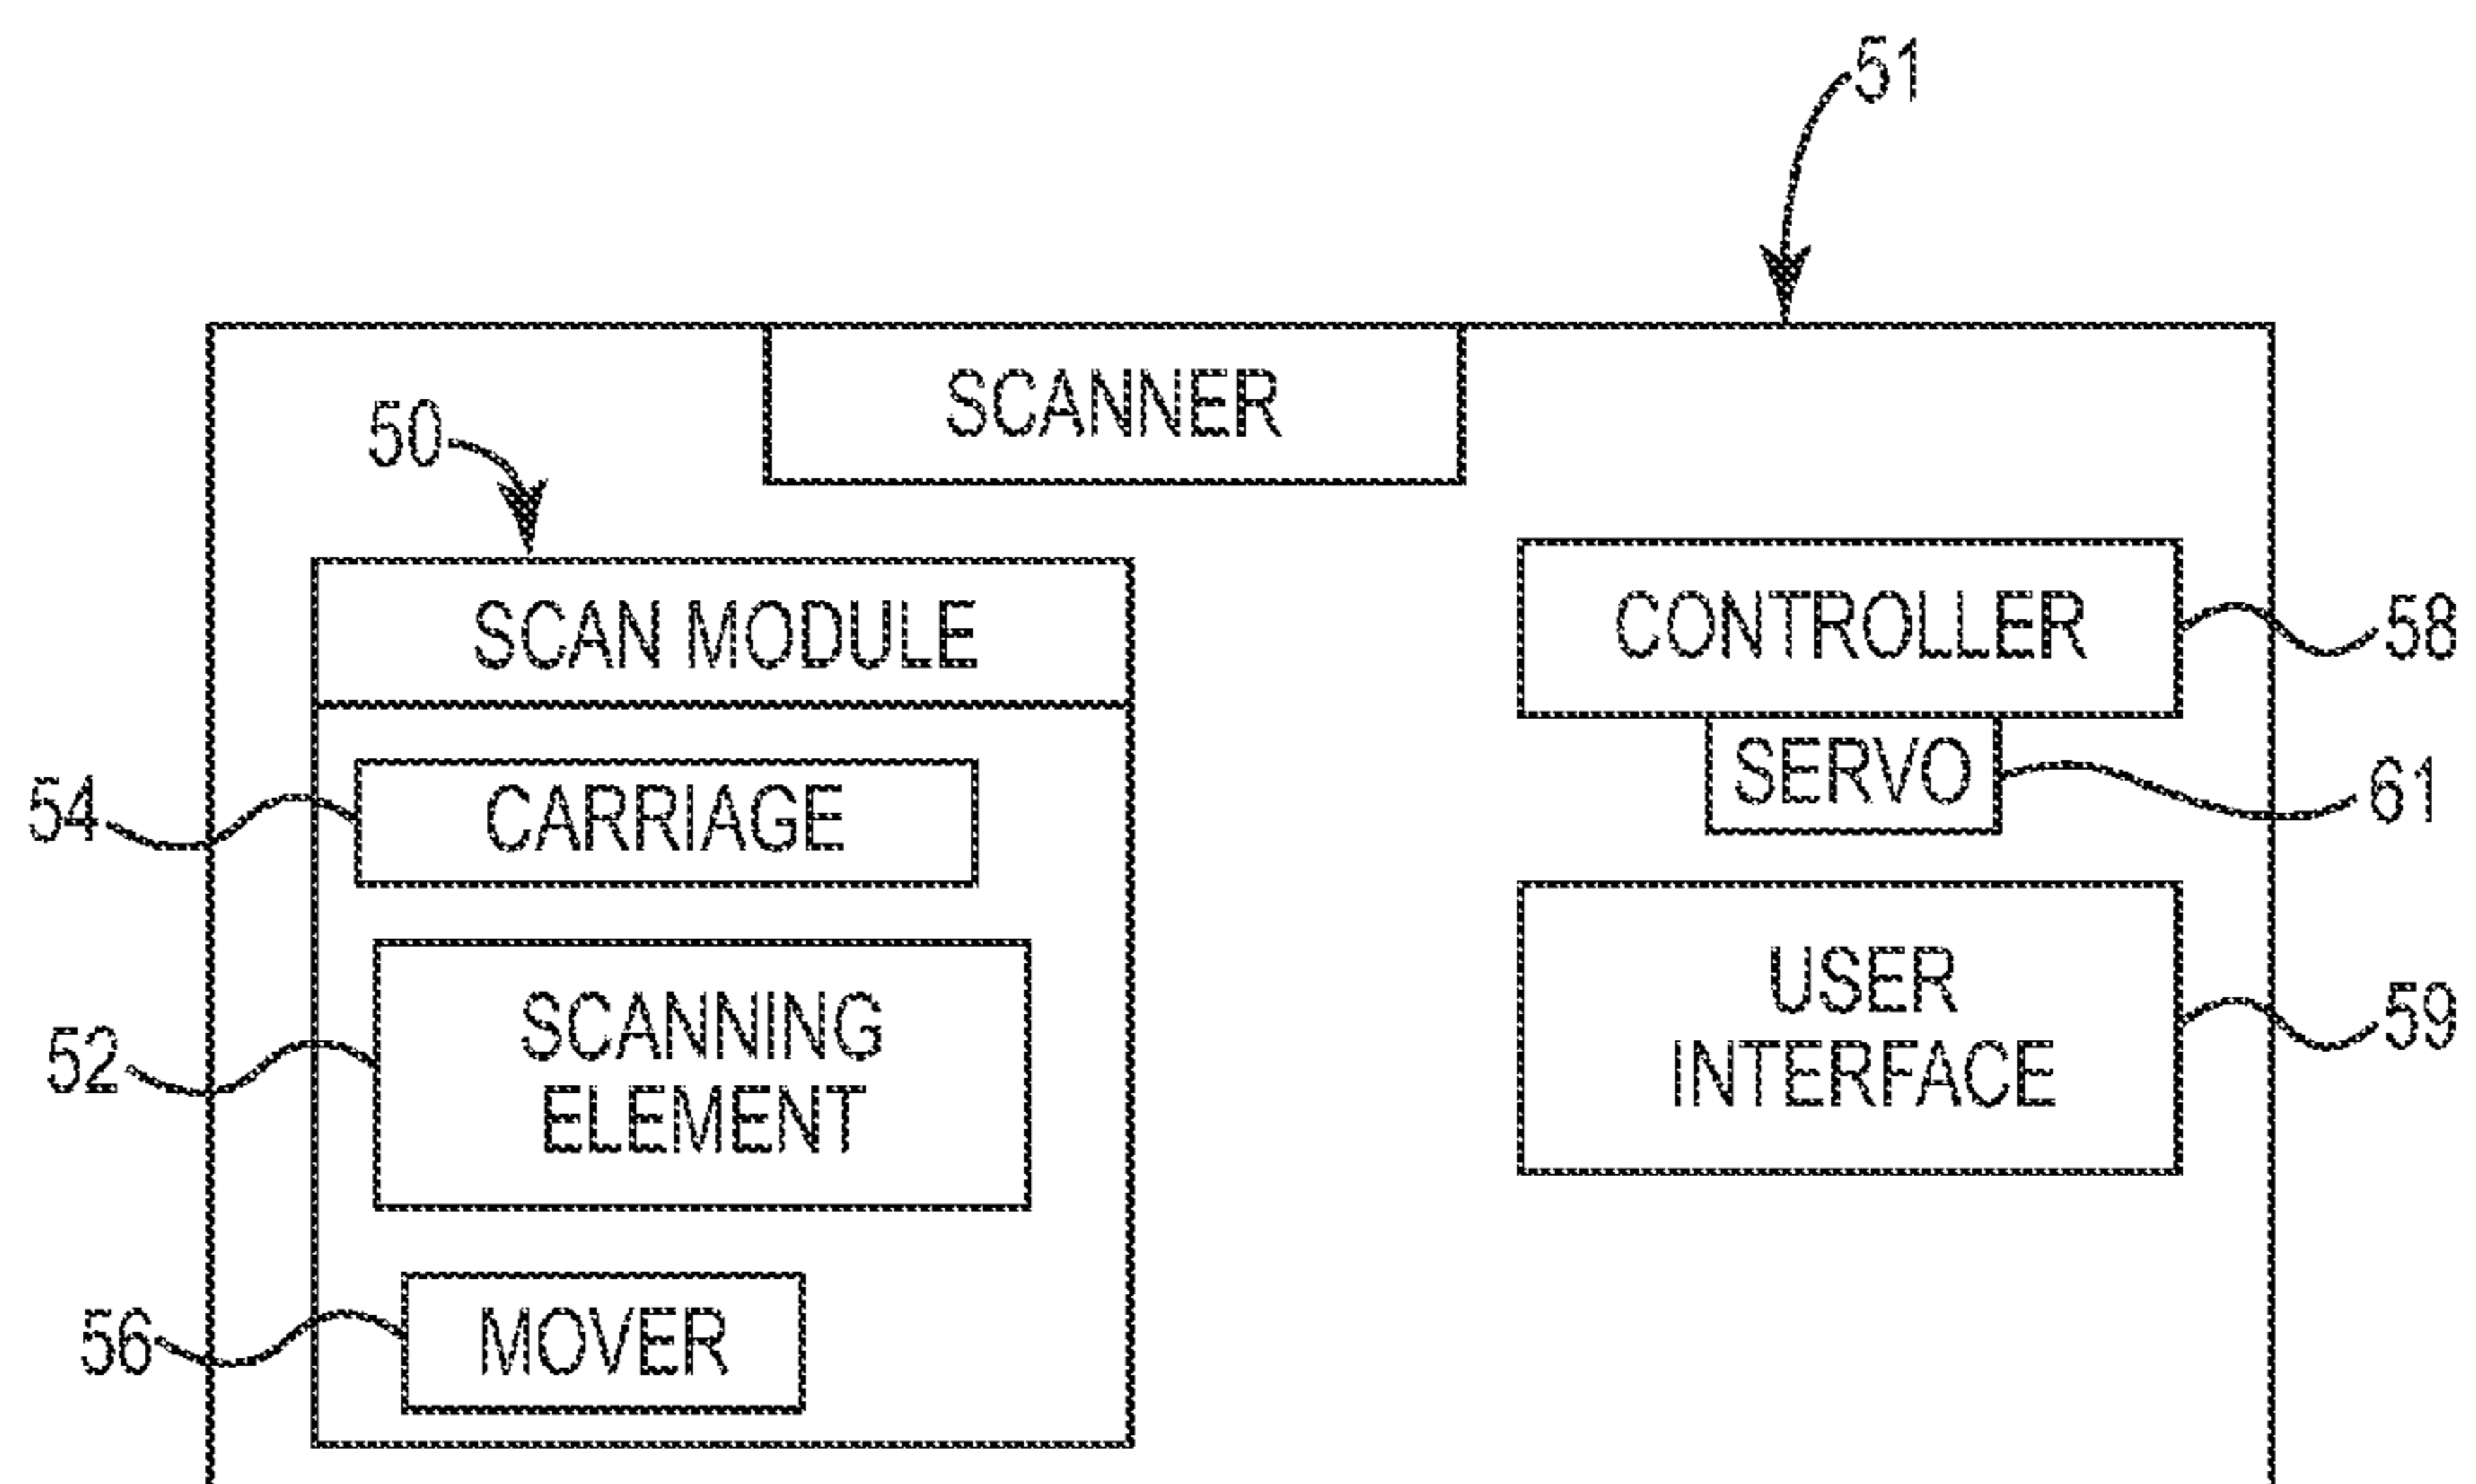 51
SCANNER
50
SCAN MODULE
CONTROLLER
58
SERVO
61
54
CARRIAGE
52
SCANNING
ELEMENT
USER
INTERFACE
59
56
MOVER